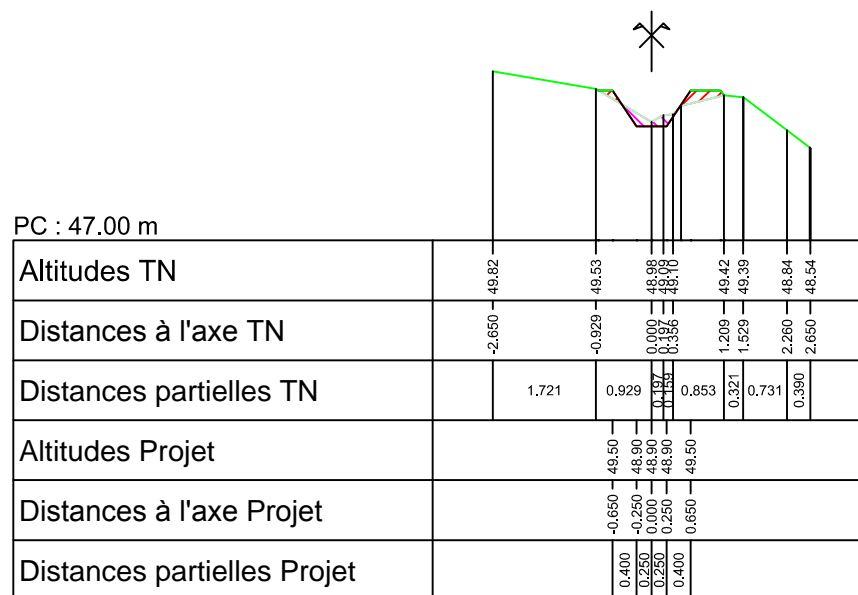 PC : 47.00 m
Altitudes TN 49.82 49.53 48.98 49.09 49.10 49.42 49.39 48.84 48.54
Distances à l'axe TN -2.650 -0.929 0.000 0.197 0.356 1.209 1.529 2.260 2.650
Distances partielles TN 1.721 0.929 0.197 0.159 0.853 0.321 0.731 0.390
Altitudes Projet 49.50 48.90 48.90 48.90 49.50
Distances à l'axe Projet -0.650 -0.250 0.000 0.250 0.650
Distances partielles Projet 0.400 0.250 0.250 0.400